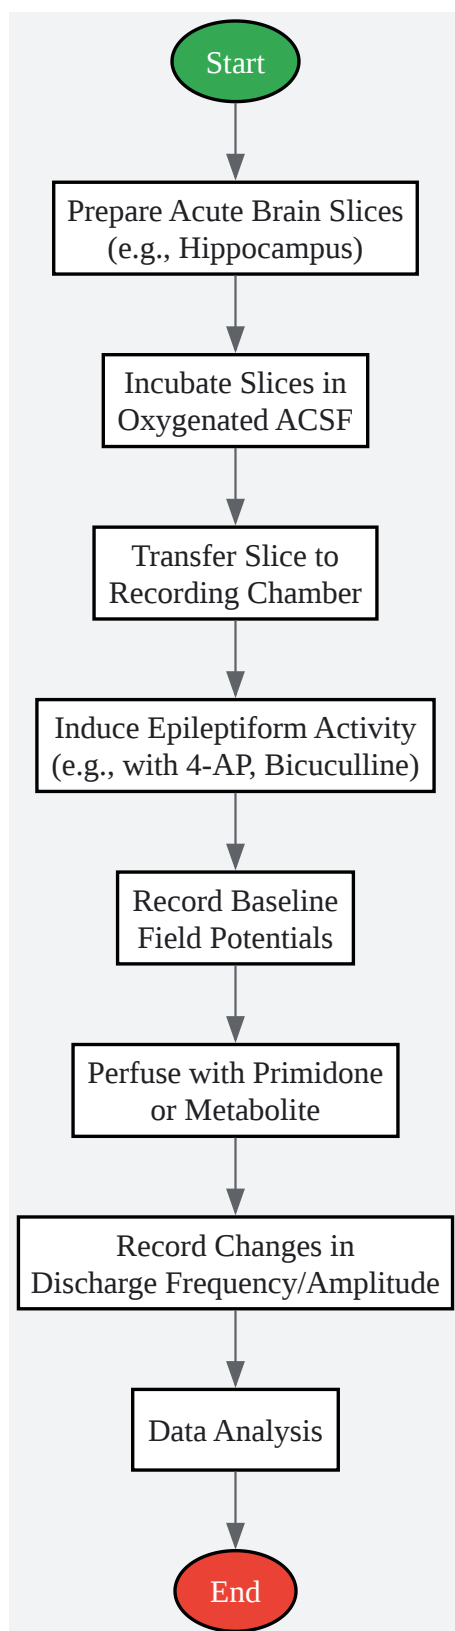 Start
Prepare Acute Brain Slices
(e.g., Hippocampus)
Incubate Slices in
Oxygenated ACSF
Transfer Slice to
Recording Chamber
Induce Epileptiform Activity
(e.g., with 4-AP, Bicuculline)
Record Baseline
Field Potentials
Perfuse with Primidone
or Metabolite
Record Changes in
Discharge Frequency/Amplitude
Data Analysis
End